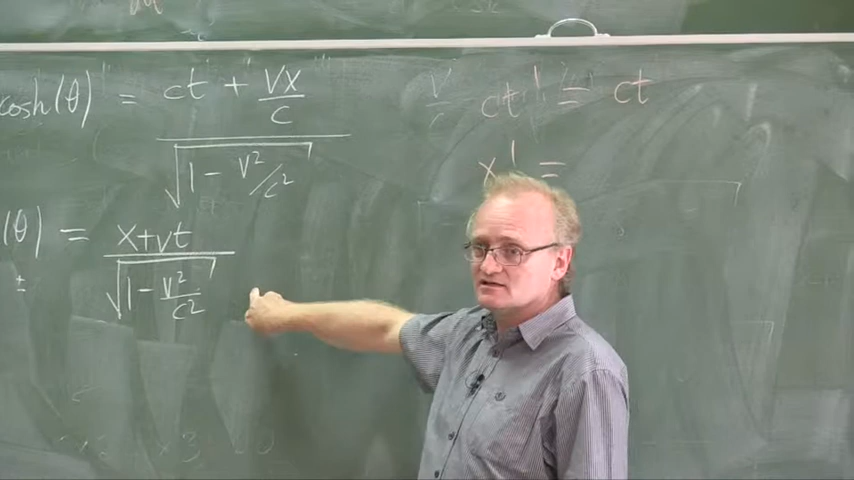 cosh(θ) = ct + vx/c
√1 - v²/c²
(θ) = x+vt
√1 - v²/c²
±
ct' = ct
x' =